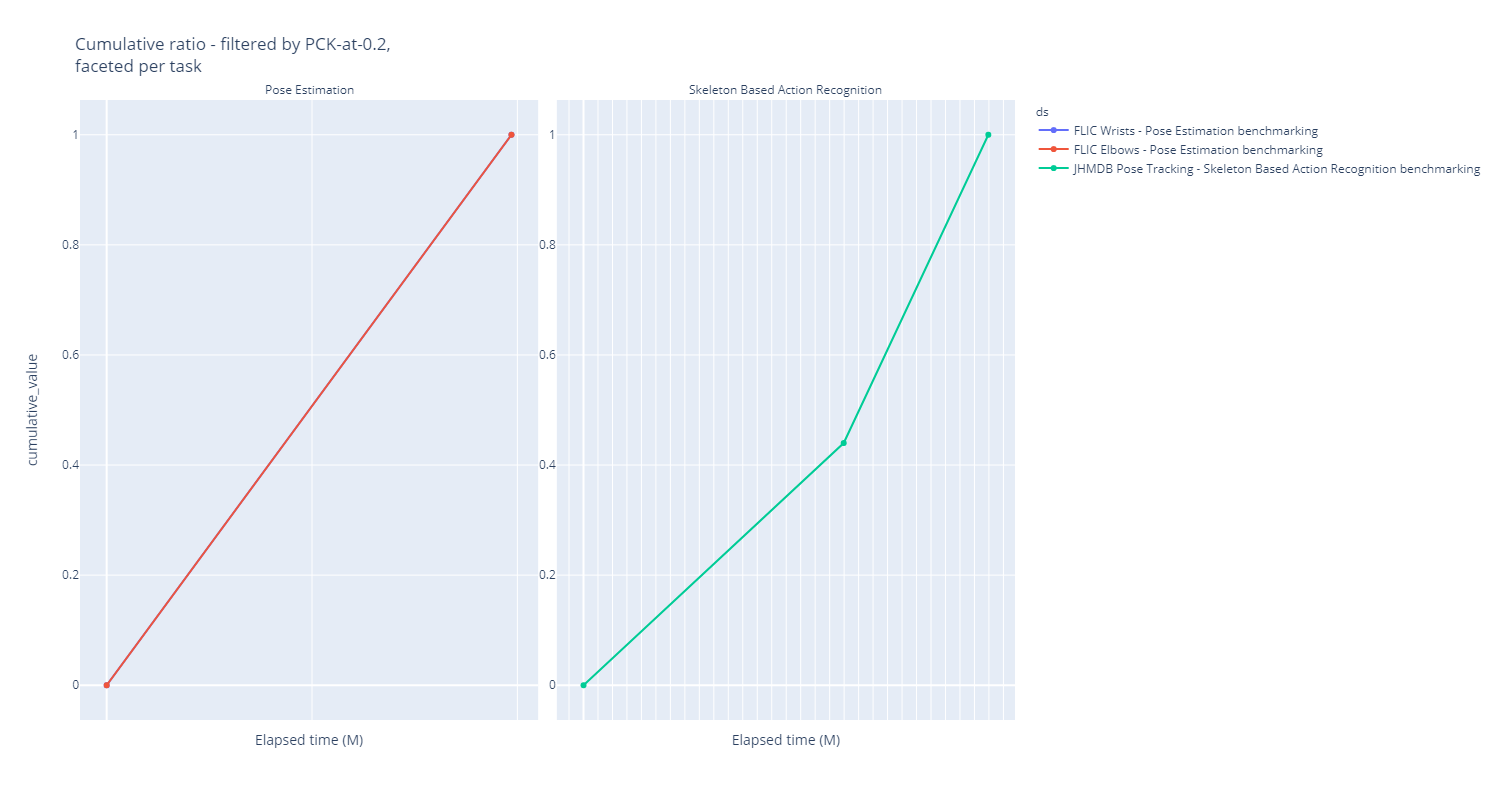 Cumulative ratio - filtered by PCK-at-0.2,
faceted per task
Pose Estimation
Skeleton Based Action Recognition
ds
FLIC Wrists - Pose Estimation benchmarking
FLIC Elbows - Pose Estimation benchmarking
JHMDB Pose Tracking - Skeleton Based Action Recognition benchmarking
cumulative_value
1
0.8
0.6
0.4
0.2
0
1
0.8
0.6
0.4
0.2
0
Elapsed time (M)
Elapsed time (M)